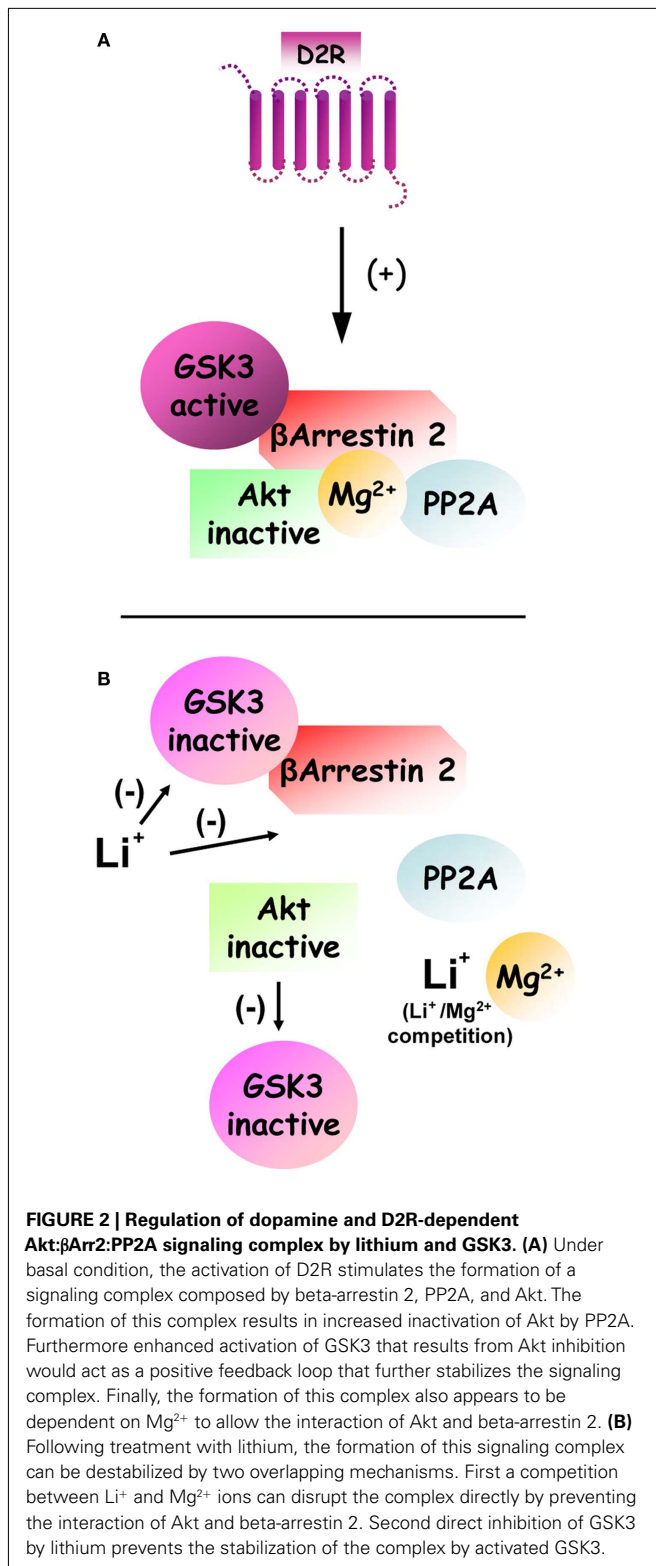 A
D2R
(+)
GSK3
active
βArrestin 2
Akt
inactive
Mg²⁺
PP2A
B
GSK3
inactive
βArrestin 2
(-)
(-)
Li⁺
PP2A
Akt
inactive
Li⁺
Mg²⁺
(Li⁺/Mg²⁺
competition)
(-)
GSK3
inactive
FIGURE 2 | Regulation of dopamine and D2R-dependent
Akt:βArr2:PP2A signaling complex by lithium and GSK3. (A) Under
basal condition, the activation of D2R stimulates the formation of a
signaling complex composed by beta-arrestin 2, PP2A, and Akt. The
formation of this complex results in increased inactivation of Akt by PP2A.
Furthermore enhanced activation of GSK3 that results from Akt inhibition
would act as a positive feedback loop that further stabilizes the signaling
complex. Finally, the formation of this complex also appears to be
dependent on Mg²⁺ to allow the interaction of Akt and beta-arrestin 2. (B)
Following treatment with lithium, the formation of this signaling complex
can be destabilized by two overlapping mechanisms. First a competition
between Li⁺ and Mg²⁺ ions can disrupt the complex directly by preventing
the interaction of Akt and beta-arrestin 2. Second direct inhibition of GSK3
by lithium prevents the stabilization of the complex by activated GSK3.